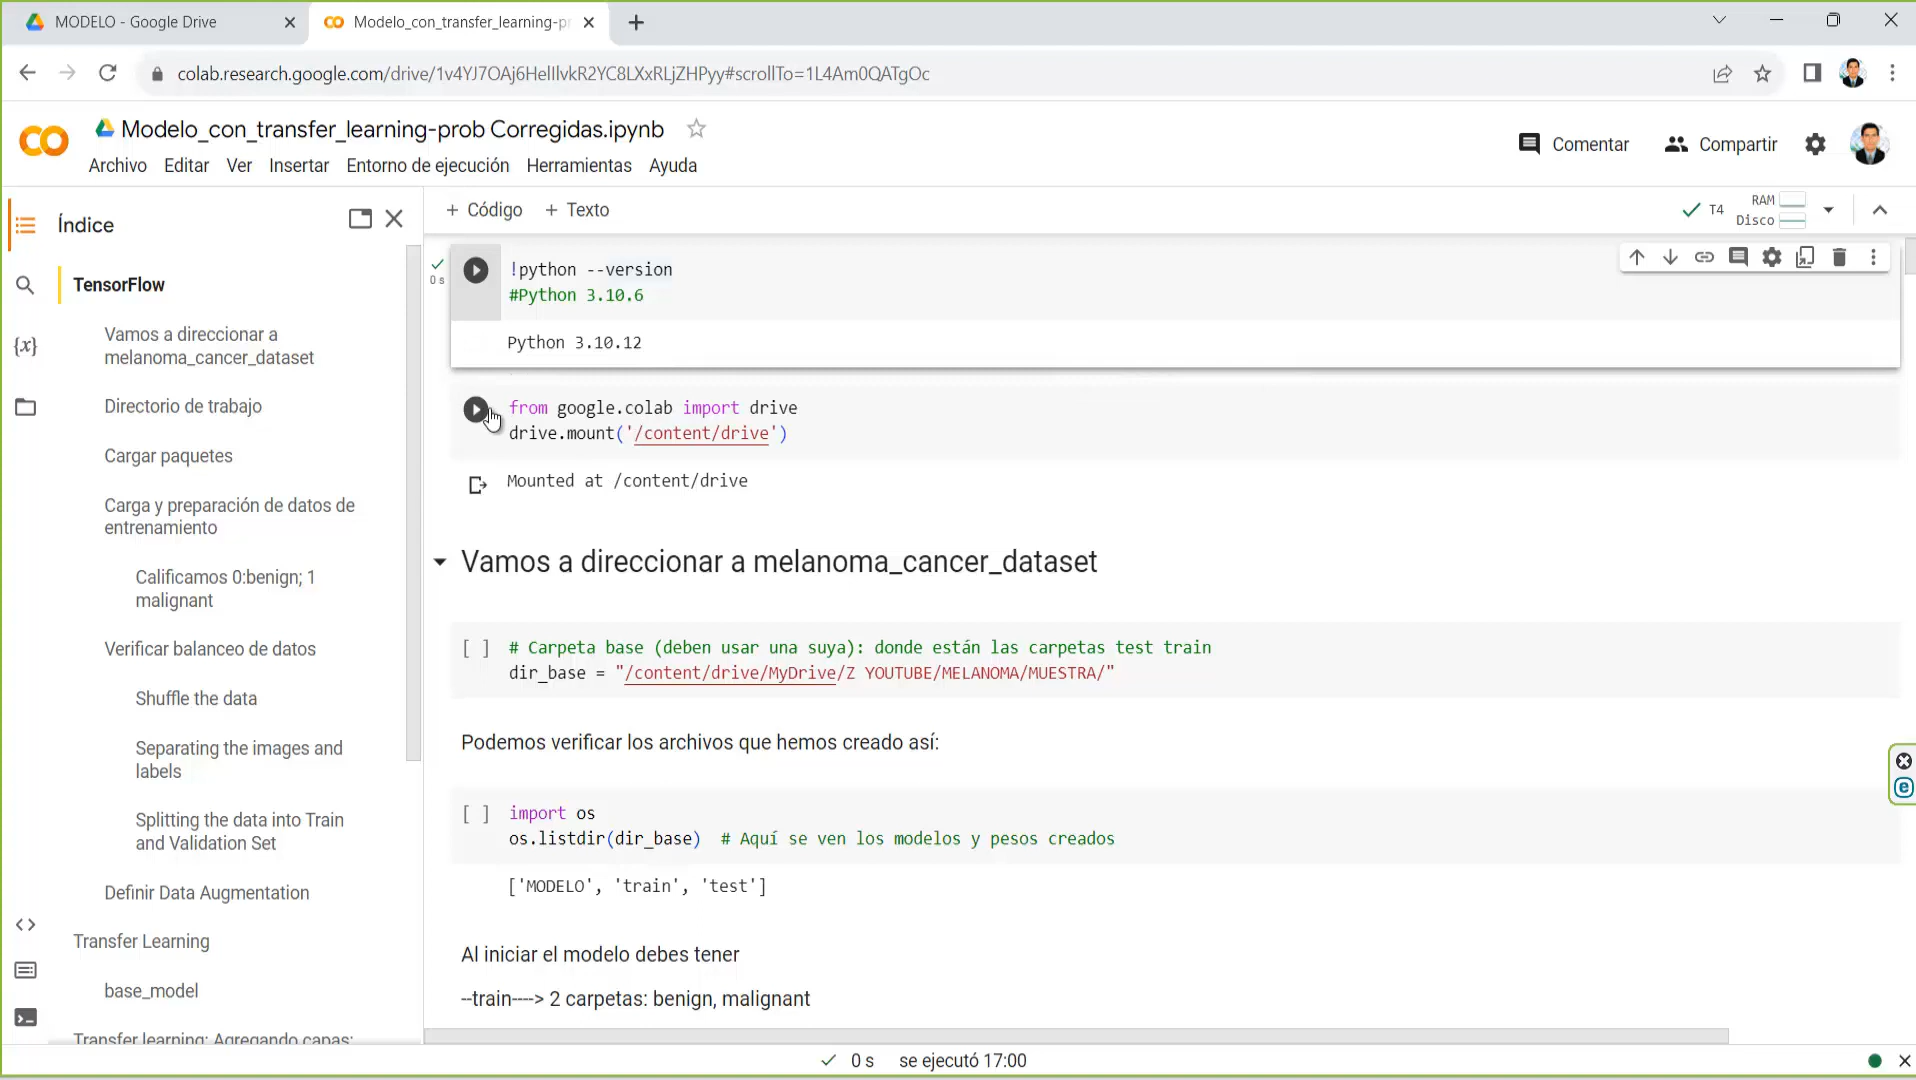 MODELO - Google Drive
Modelo_con_transfer_learning-pr
colab.research.google.com/drive/1v4YJ7OAj6HelIlvkR2YC8LXxRLjZHPyy#scrollTo=1L4Am0QATgOc
Modelo_con_transfer_learning-prob Corregidas.ipynb
Archivo Editar Ver Insertar Entorno de ejecución Herramientas Ayuda
Comentar
Compartir
Índice
TensorFlow
Vamos a direccionar a
melanoma_cancer_dataset
Directorio de trabajo
Cargar paquetes
Carga y preparación de datos de
entrenamiento
Calificamos 0:benign; 1
malignant
Verificar balanceo de datos
Shuffle the data
Separating the images and
labels
Splitting the data into Train
and Validation Set
Definir Data Augmentation
Transfer Learning
base_model
Transfer learning: Agregando capas:
+ Código + Texto
T4
RAM
Disco
0 s
!python --version
#Python 3.10.6
Python 3.10.12
from google.colab import drive
drive.mount('/content/drive')
Mounted at /content/drive
Vamos a direccionar a melanoma_cancer_dataset
[ ] # Carpeta base (deben usar una suya): donde están las carpetas test train
dir_base = "/content/drive/MyDrive/Z YOUTUBE/MELANOMA/MUESTRA/"
Podemos verificar los archivos que hemos creado así:
[ ] import os
os.listdir(dir_base) # Aquí se ven los modelos y pesos creados
['MODELO', 'train', 'test']
Al iniciar el modelo debes tener
--train----> 2 carpetas: benign, malignant
0 s se ejecutó 17:00